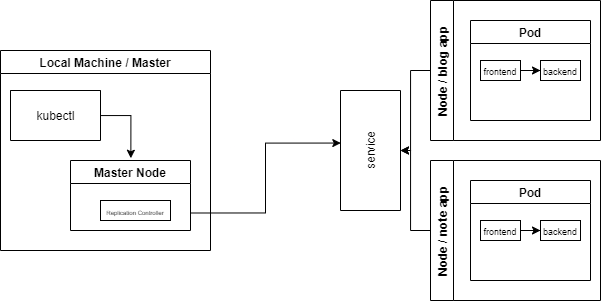 Local Machine / Master
kubectl
Master Node
Replication Controller
service
Node / blog app
Pod
frontend
backend
Node / note app
Pod
frontend
backend